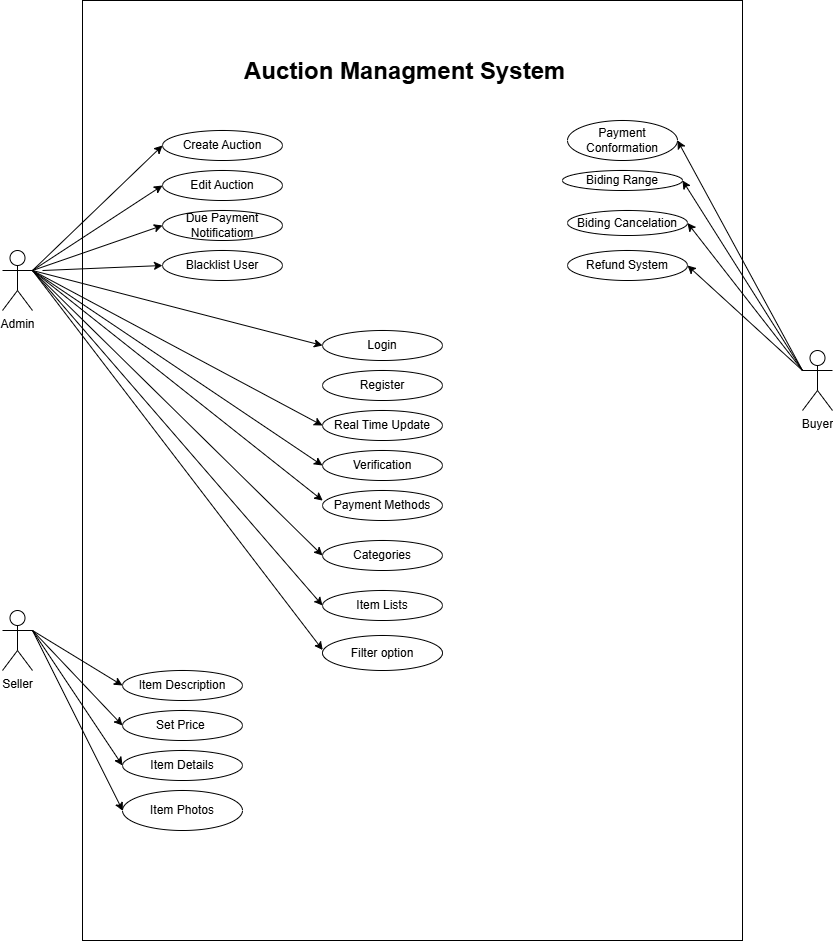 Auction Managment System
Create Auction
Edit Auction
Due Payment
Notificatiom
Blacklist User
Payment
Conformation
Biding Range
Biding Cancelation
Refund System
Admin
Login
Register
Real Time Update
Verification
Payment Methods
Categories
Item Lists
Filter option
Buyer
Seller
Item Description
Set Price
Item Details
Item Photos